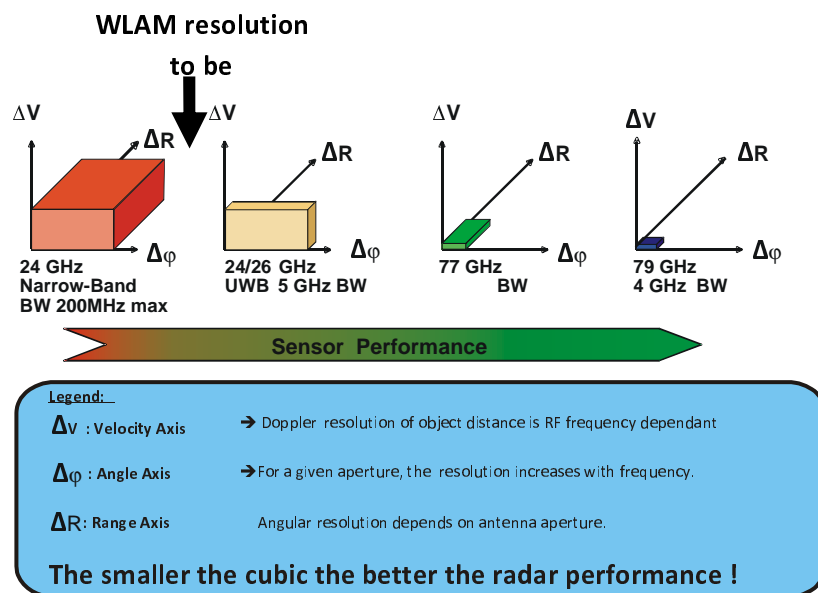 WLAM resolution
to be
ΔV
ΔR
Δφ
24 GHz
Narrow-Band
BW 200MHz max
ΔV
ΔR
Δφ
24/26 GHz
UWB 5 GHz BW
ΔV
ΔR
Δφ
77 GHz
BW
ΔV
ΔR
Δφ
79 GHz
4 GHz BW
Sensor Performance
Legend:
ΔV : Velocity Axis ➔ Doppler resolution of object distance is RF frequency dependant
Δφ : Angle Axis ➔For a given aperture, the resolution increases with frequency.
ΔR: Range Axis Angular resolution depends on antenna aperture.
The smaller the cubic the better the radar performance !